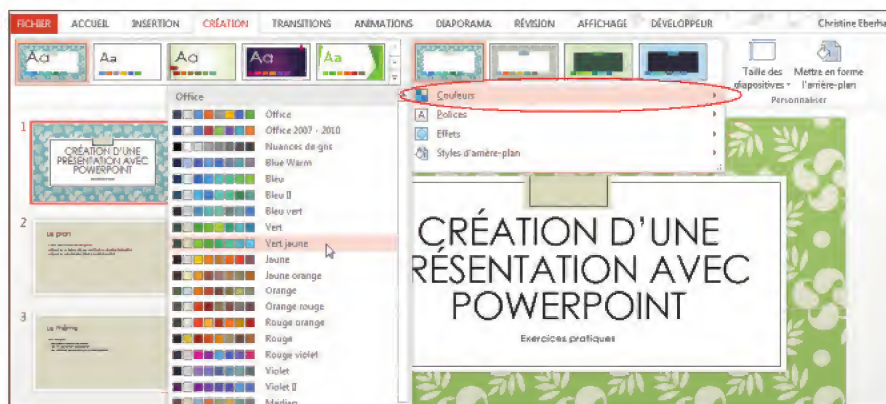 FICHIER ACCUEIL INSERTION CRÉATION TRANSITIONS ANIMATIONS DIAPORAMA RÉVISION AFFICHAGE DÉVELOPPEUR Christine Eberha
Aa Aa Aa Aa Aa
Taille des diapositives
Mettre en forme l'arrière-plan
Personnaliser
Couleurs
Polices
Effets
Styles d'arrière-plan
Office
Office
Office 2007 - 2010
Nuances de gris
Blue Warm
Bleu
Bleu II
Bleu vert
Vert
Vert jaune
Jaune
Jaune orange
Orange
Orange rouge
Rouge orange
Rouge
Rouge violet
Violet
Violet II
Médian
1
CRÉATION D'UNE
PRÉSENTATION AVEC
POWERPOINT
2
Le plan
3
Le thème
CRÉATION D'UNE
RÉSENTATION AVEC
POWERPOINT
Exercices pratiques